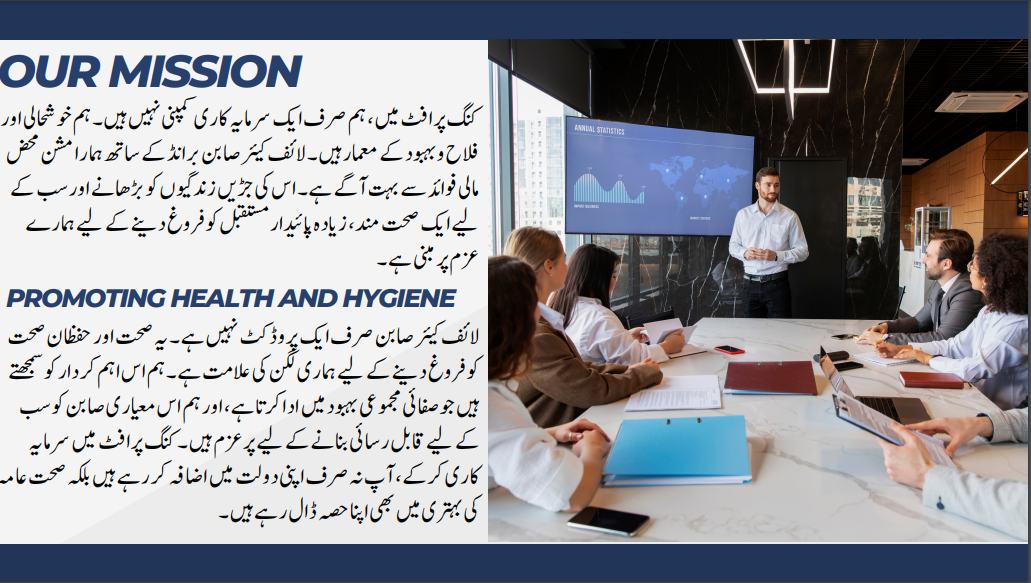 OUR MISSION
کنگ پرافٹ میں، ہم صرف ایک سرمایہ کاری کمپنی نہیں ہیں۔ ہم خوشحالی اور
فلاح و بہبود کے معمار ہیں۔ لائف کیئر صابن برانڈ کے ساتھ ہمارا مشن محض
مالی فوائد سے بہت آگے ہے۔ اس کی جڑیں زندگیوں کو بڑھانے اور سب کے
لیے ایک صحت مند، زیادہ پائیدار مستقبل کو فروغ دینے کے لیے ہمارے
عزم پر مبنی ہے۔
PROMOTING HEALTH AND HYGIENE
لائف کیئر صابن صرف ایک پروڈکٹ نہیں ہے۔ یہ صحت اور حفظان صحت
کو فروغ دینے کے لیے ہماری لگن کی علامت ہے۔ ہم اس اہم کردار کو سمجھتے
ہیں جو صفائی مجموعی بہبود میں ادا کرتا ہے، اور ہم اس معیاری صابن کو سب
کے لیے قابل رسائی بنانے کے لیے پرعزم ہیں۔ کنگ پرافٹ میں سرمایہ
کاری کرکے، آپ نہ صرف اپنی دولت میں اضافہ کر رہے ہیں بلکہ صحت عامہ
کی بہتری میں بھی اپنا حصہ ڈال رہے ہیں۔
ANNUAL STATISTICS